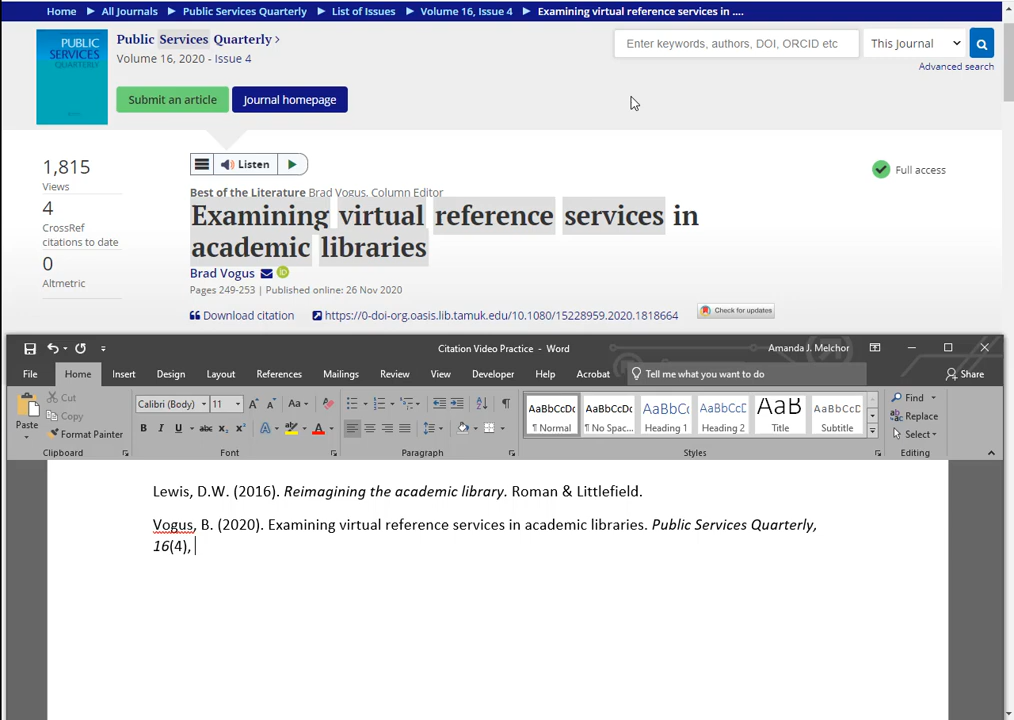 Home ▶ All Journals ▶ Public Services Quarterly ▶ List of Issues ▶ Volume 16, Issue 4 ▶ Examining virtual reference services in ....
PUBLIC SERVICES QUARTERLY
Public Services Quarterly >
Volume 16, 2020 - Issue 4
Enter keywords, authors, DOI, ORCID etc
This Journal
Advanced search
Submit an article
Journal homepage
1,815
Views
4
CrossRef
citations to date
0
Altmetric
Listen
Full access
Best of the Literature Brad Vogus, Column Editor
Examining virtual reference services in
academic libraries
Brad Vogus
iD
Pages 249-253 | Published online: 26 Nov 2020
Download citation
https://0-doi-org.oasis.lib.tamuk.edu/10.1080/15228959.2020.1818664
Check for updates
Citation Video Practice - Word
Amanda J. Melchor
File Home Insert Design Layout References Mailings Review View Developer Help Acrobat Tell me what you want to do Share
Paste
Cut
Copy
Format Painter
Clipboard
Calibri (Body) 11
Aa
B I U abc x₂ x²
Font
Paragraph
AaBbCcDc AaBbCcDc AaBbCc AaBbCcD AaB AaBbCcD
¶ Normal ¶ No Spac... Heading 1 Heading 2 Title Subtitle
Styles
Find
Replace
Select
Editing
Lewis, D.W. (2016). Reimagining the academic library. Roman & Littlefield.
Vogus, B. (2020). Examining virtual reference services in academic libraries. Public Services Quarterly,
16(4),